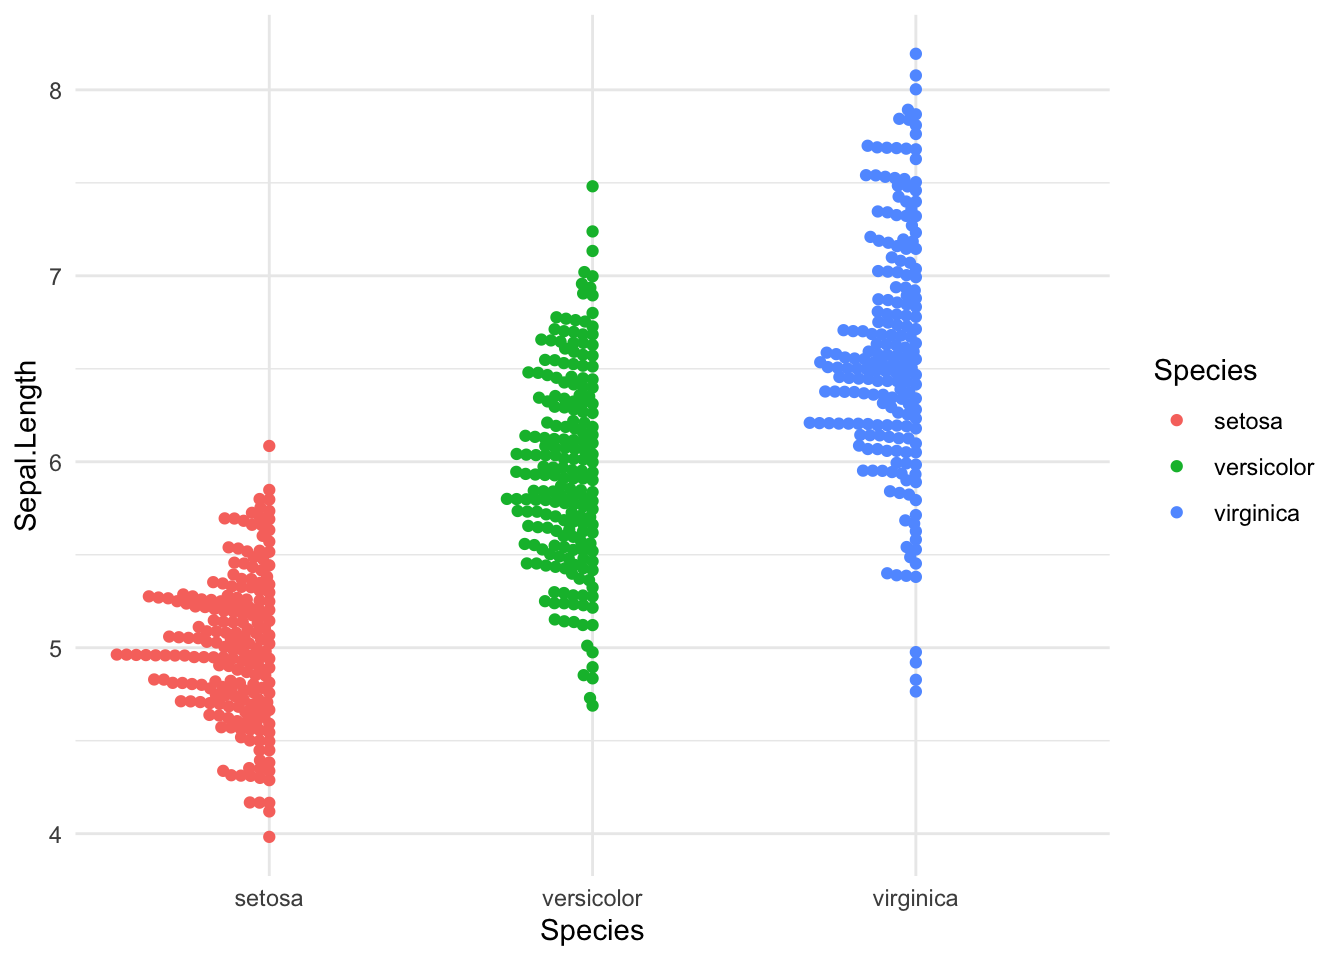 8
7
6
5
4
Sepal.Length
setosa
versicolor
virginica
Species
Species
setosa
versicolor
virginica